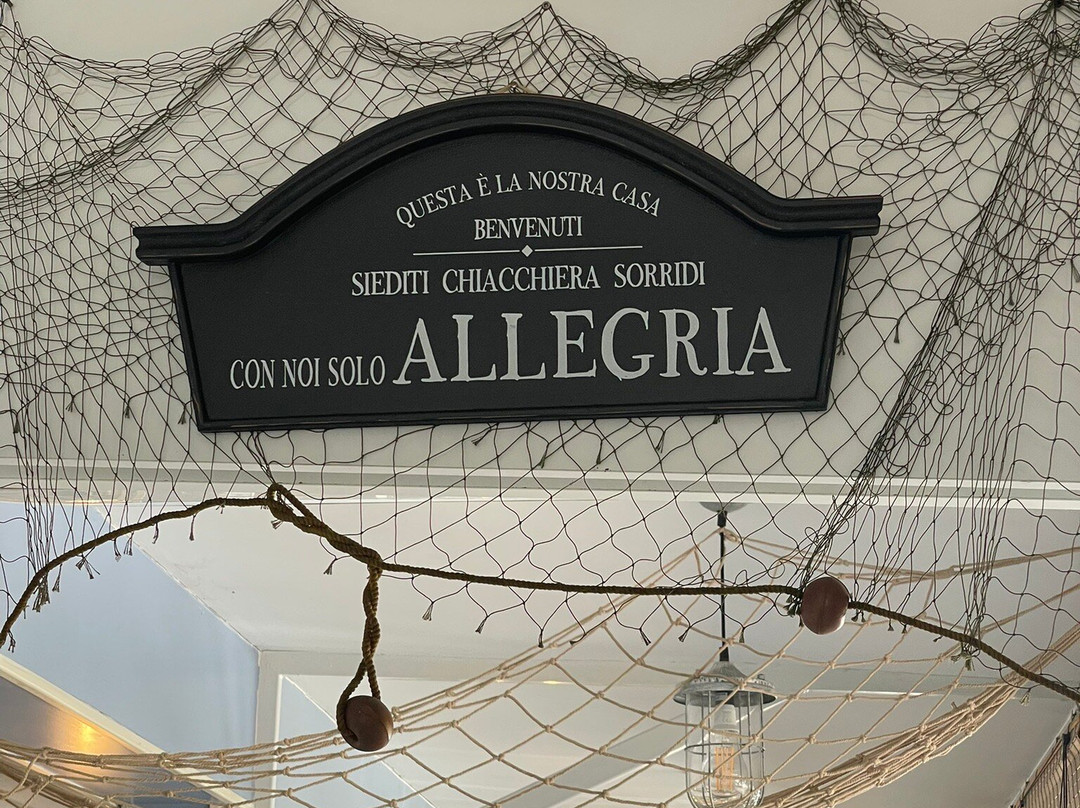 QUESTA È LA NOSTRA CASA
BENVENUTI
SIEDITI CHIACCHIERA SORRIDI
CON NOI SOLO ALLEGRIA